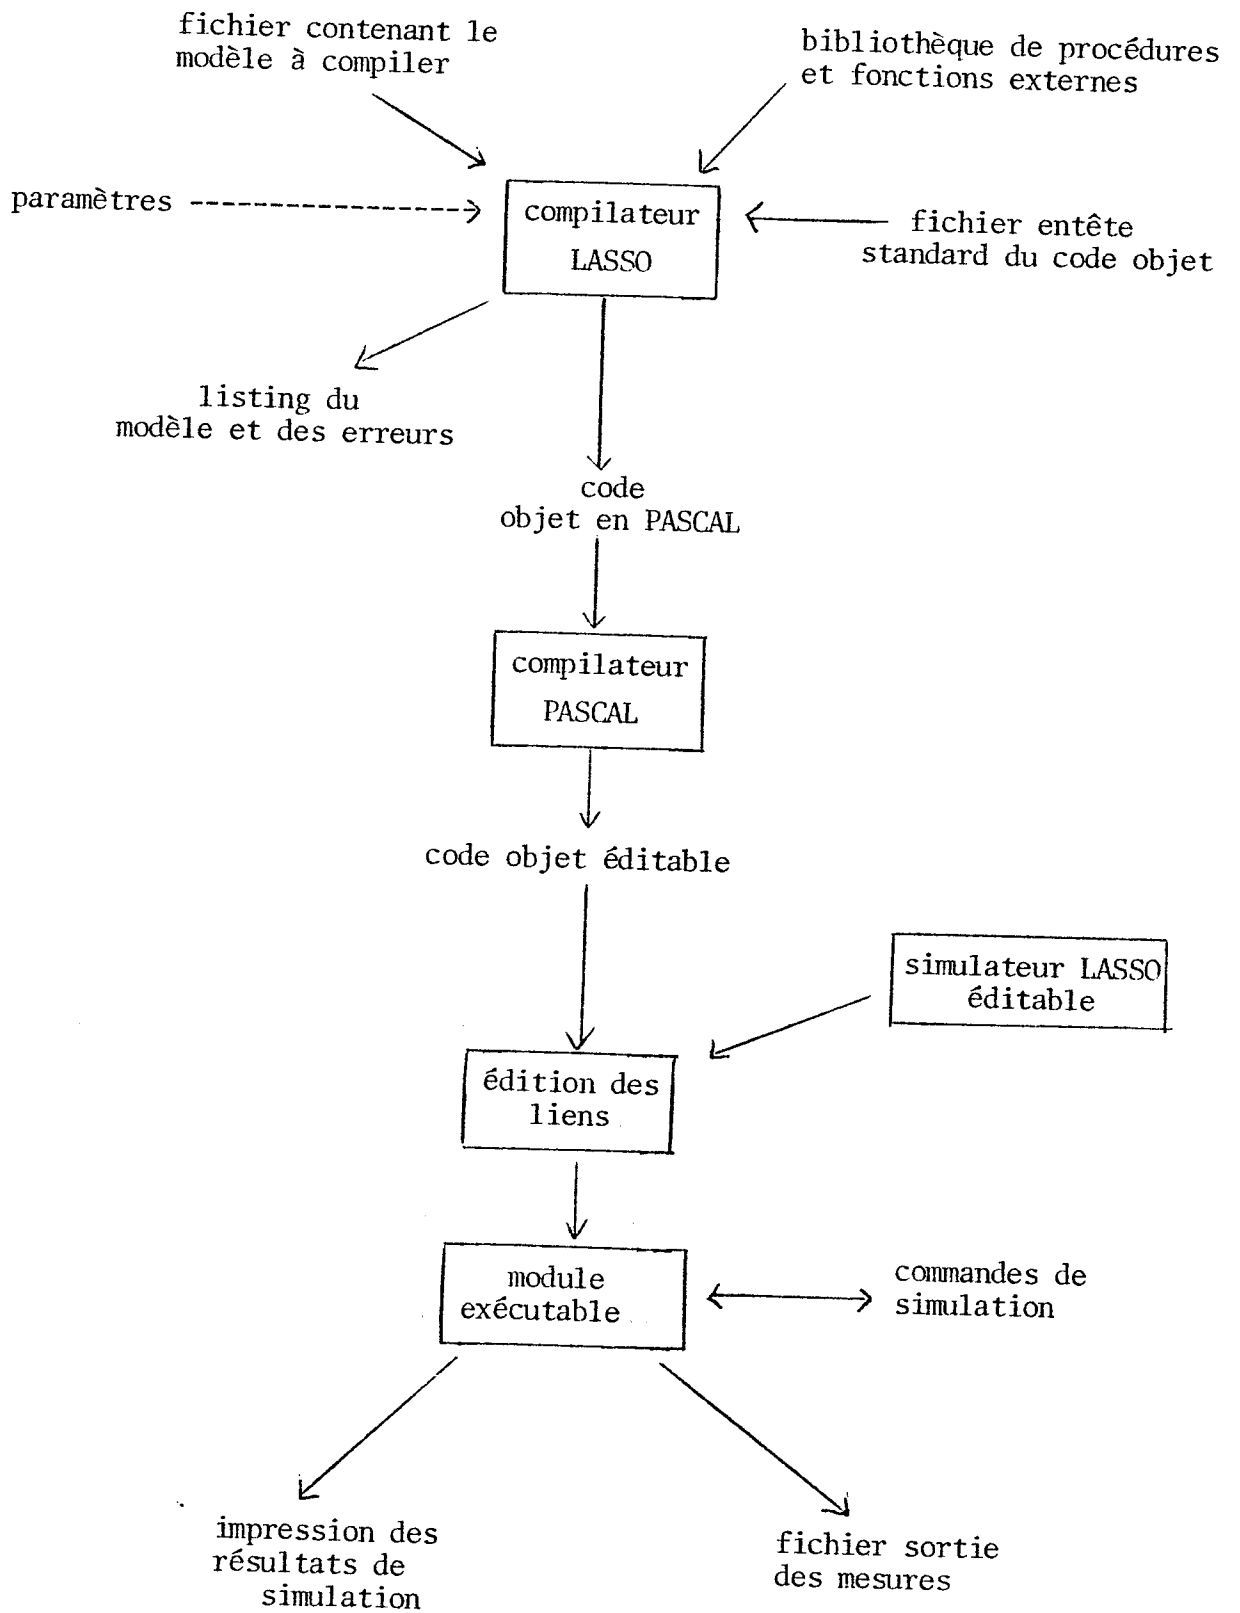 fichier contenant le
modèle à compiler
bibliothèque de procédures
et fonctions externes
paramètres
compilateur
LASSO
fichier entête
standard du code objet
listing du
modèle et des erreurs
code
objet en PASCAL
compilateur
PASCAL
code objet éditable
simulateur LASSO
éditable
édition des
liens
module
exécutable
commandes de
simulation
impression des
résultats de
simulation
fichier sortie
des mesures